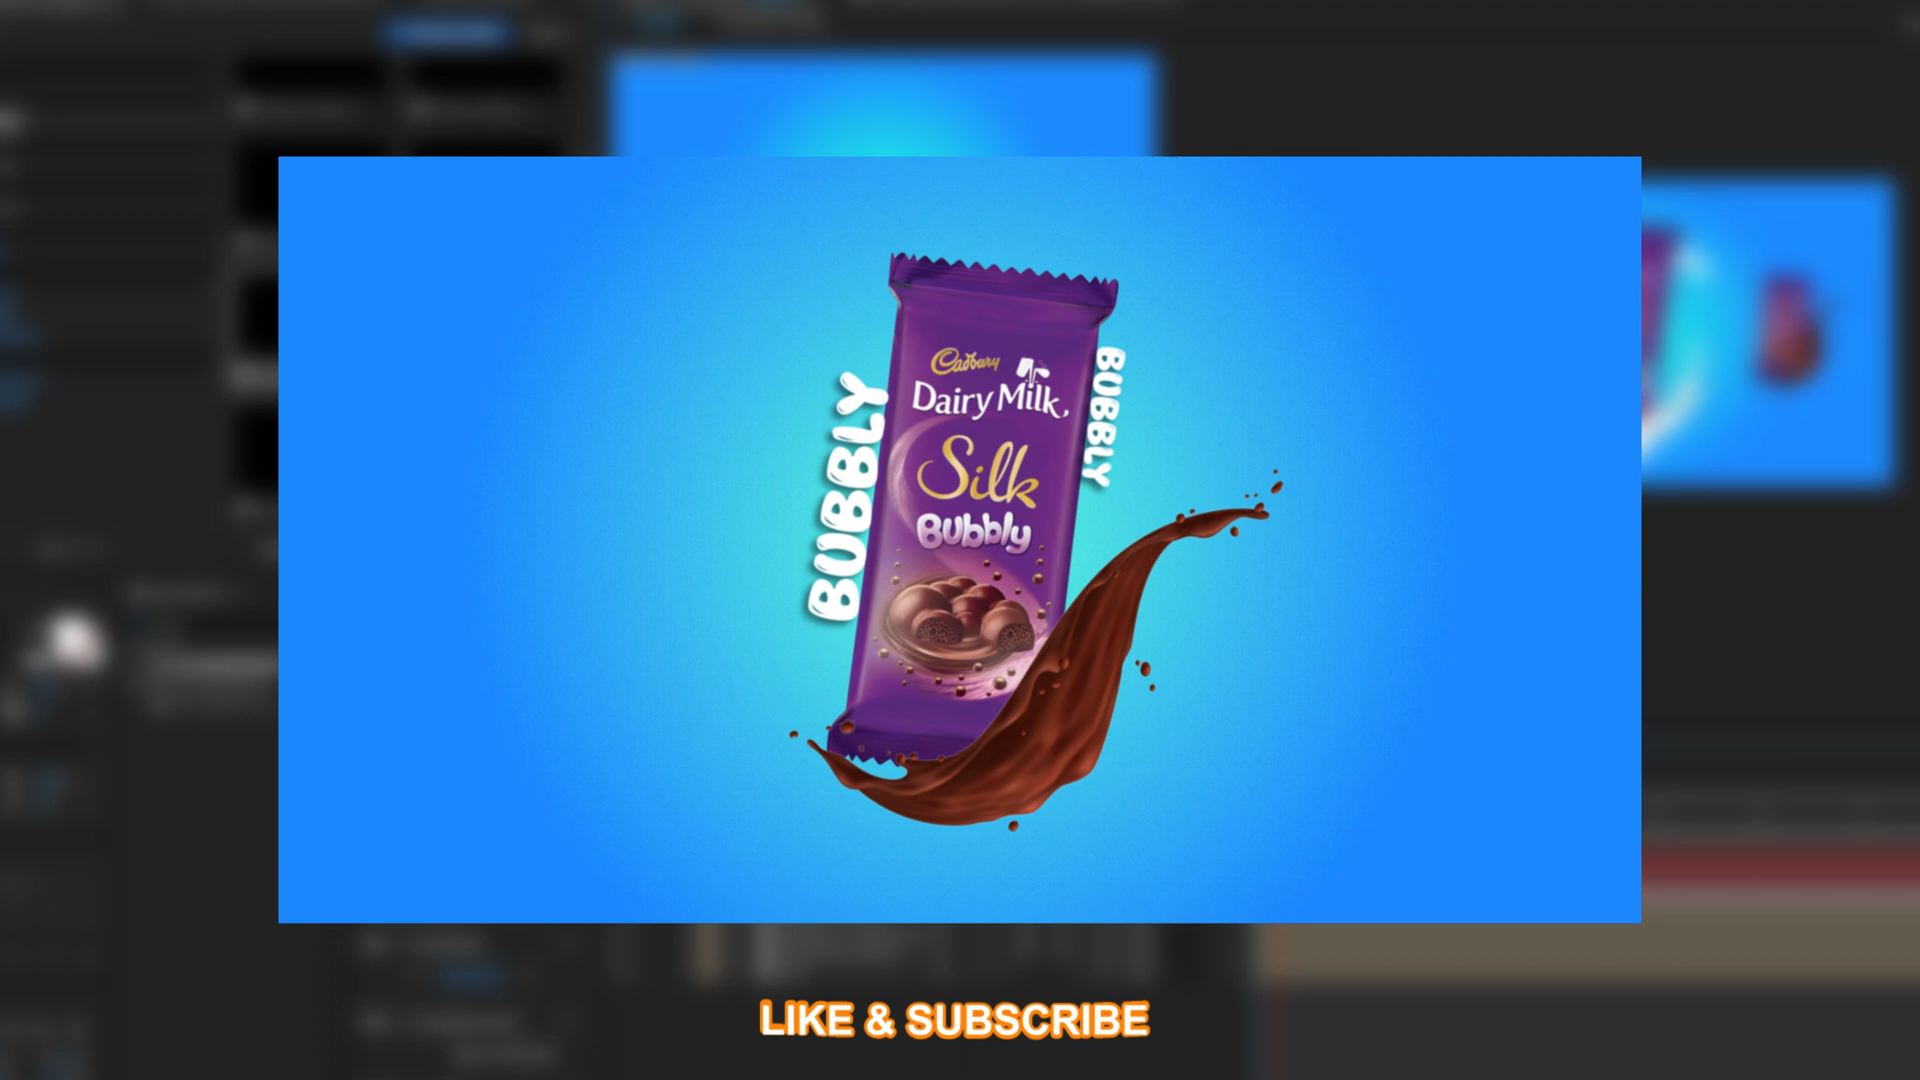 Cadbury
Dairy Milk
Silk
Bubbly
BUBBLY
BUBBLY
LIKE & SUBSCRIBE